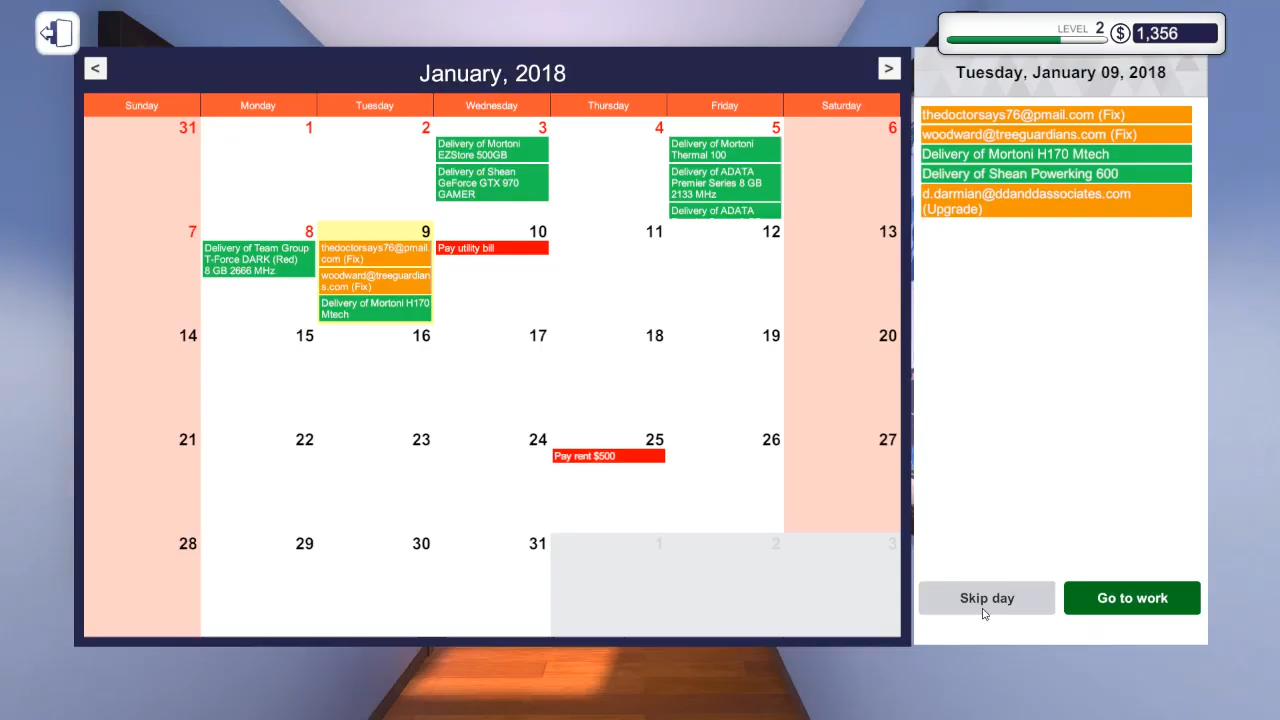 LEVEL 2 $ 1,356
< January, 2018 >
Sunday Monday Tuesday Wednesday Thursday Friday Saturday
31 1 2 3 4 5 6
Delivery of Mortoni
EZStore 500GB
Delivery of Shean
GeForce GTX 970
GAMER
Delivery of Mortoni
Thermal 100
Delivery of ADATA
Premier Series 8 GB
2133 MHz
Delivery of ADATA
7 8 9 10 11 12 13
Delivery of Team Group
T-Force DARK (Red)
8 GB 2666 MHz
thedoctorsays76@pmail.
com (Fix)
woodward@treeguardian
s.com (Fix)
Delivery of Mortoni H170
Mtech
Pay utility bill
14 15 16 17 18 19 20
21 22 23 24 25 26 27
Pay rent $500
28 29 30 31 1 2 3
Tuesday, January 09, 2018
thedoctorsays76@pmail.com (Fix)
woodward@treeguardians.com (Fix)
Delivery of Mortoni H170 Mtech
Delivery of Shean Powerking 600
d.darmian@ddanddassociates.com
(Upgrade)
Skip day Go to work